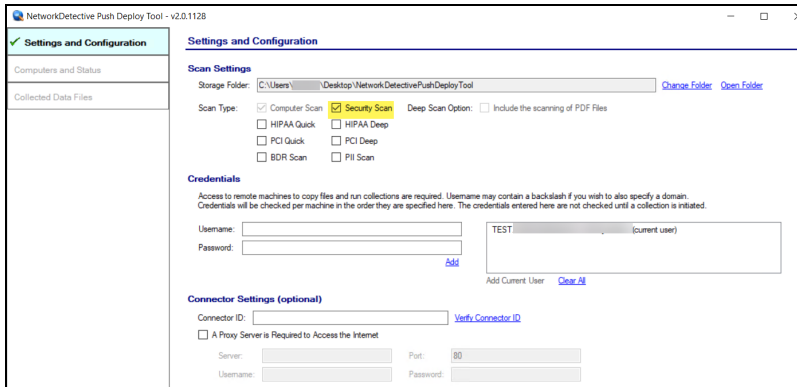 NetworkDetective Push Deploy Tool - v2.0.1128
Settings and Configuration
Computers and Status
Collected Data Files
Settings and Configuration
Scan Settings
Storage Folder: C:\Users\ \Desktop\NetworkDetectivePushDeployTool Change Folder Open Folder
Scan Type: Computer Scan Security Scan Deep Scan Option: Include the scanning of PDF Files
HIPAA Quick HIPAA Deep
PCI Quick PCI Deep
BDR Scan PII Scan
Credentials
Access to remote machines to copy files and run collections are required. Username may contain a backslash if you wish to also specify a domain.
Credentials will be checked per machine in the order they are specified here. The credentials entered here are not checked until a collection is initiated.
Username: TEST (current user)
Password:
Add
Add Current User Clear All
Connector Settings (optional)
Connector ID: Verify Connector ID
A Proxy Server is Required to Access the Internet
Server: Port: 80
Username: Password: